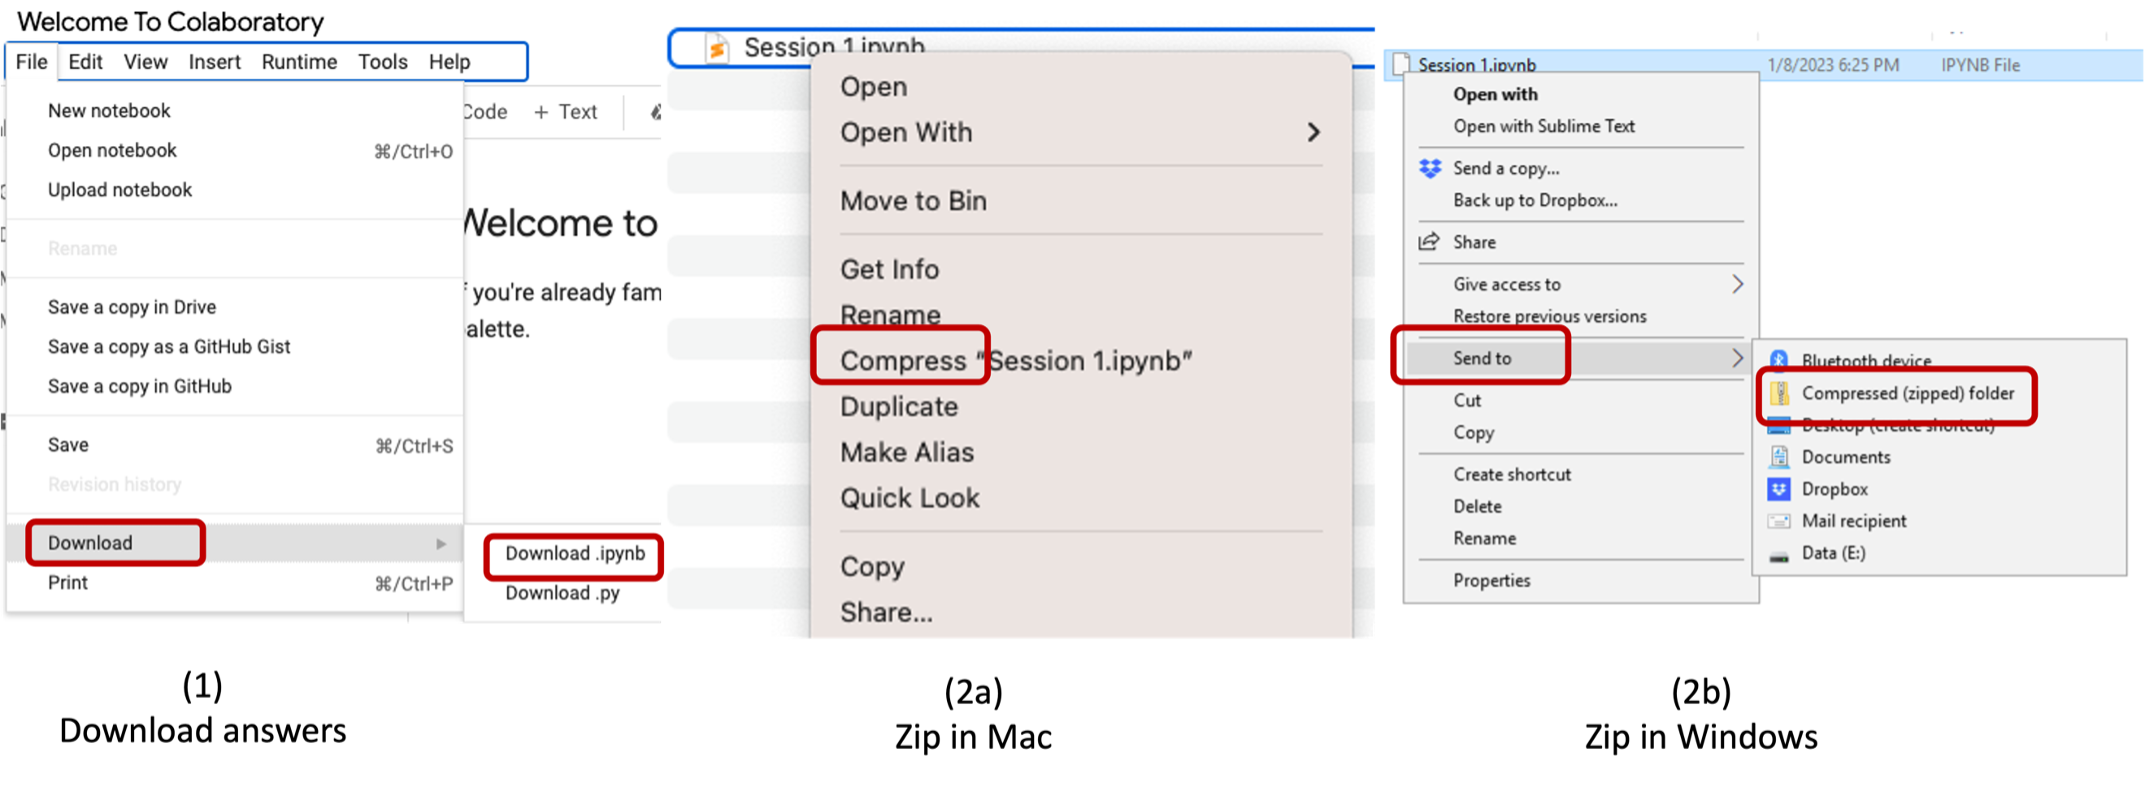 Welcome To Colaboratory
File Edit View Insert Runtime Tools Help
New notebook
Open notebook ⌘/Ctrl+O
Upload notebook
Rename
Save a copy in Drive
Save a copy as a GitHub Gist
Save a copy in GitHub
Save ⌘/Ctrl+S
Revision history
Download
Print ⌘/Ctrl+P
Download .ipynb
Download .py
Code + Text
Welcome to
f you're already fam
alette.
(1)
Download answers
Session 1.ipynb
Open
Open With
Move to Bin
Get Info
Rename
Compress "Session 1.ipynb"
Duplicate
Make Alias
Quick Look
Copy
Share...
(2a)
Zip in Mac
Session 1.ipynb 1/8/2023 6:25 PM IPYNB File
Open with
Open with Sublime Text
Send a copy...
Back up to Dropbox...
Share
Give access to
Restore previous versions
Send to
Cut
Copy
Create shortcut
Delete
Rename
Properties
Bluetooth device
Compressed (zipped) folder
Desktop (create shortcut)
Documents
Dropbox
Mail recipient
Data (E:)
(2b)
Zip in Windows